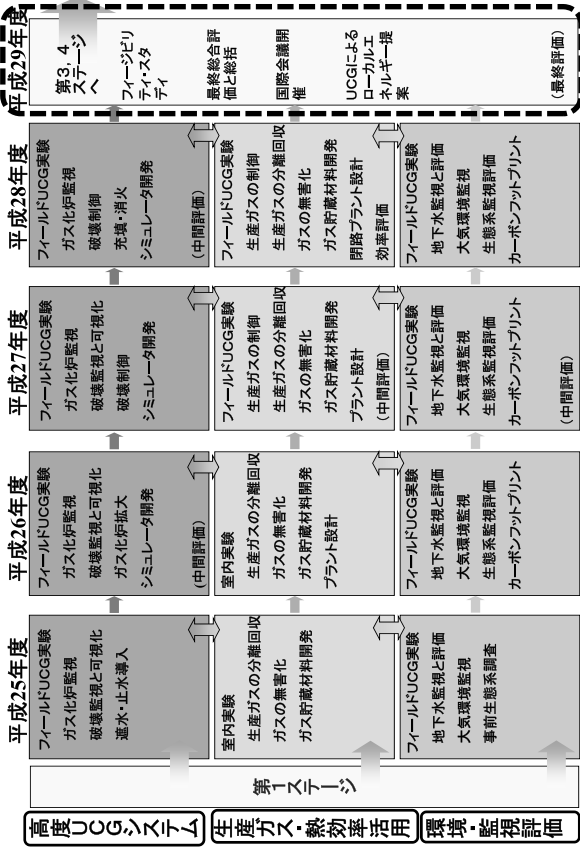 平成25年度
平成26年度
平成27年度
平成28年度
平成29年度
高度UCGシステム
生産ガス・熱効率活用
環境・監視評価
第1ステージ
フィールドUCG実験
ガス化炉監視
破壊監視と可視化
遮水・止水導入
フィールドUCG実験
ガス化炉監視
破壊監視と可視化
ガス化炉拡大
シミュレータ開発
(中間評価)
フィールドUCG実験
ガス化炉監視
破壊監視と可視化
破壊制御
シミュレータ開発
フィールドUCG実験
ガス化炉監視
破壊制御
充填・消火
シミュレータ開発
(中間評価)
室内実験
生産ガスの分離回収
ガスの無害化
ガス貯蔵材料開発
室内実験
生産ガスの分離回収
ガスの無害化
ガス貯蔵材料開発
プラント設計
フィールドUCG実験
生産ガスの制御
生産ガスの分離回収
ガスの無害化
ガス貯蔵材料開発
プラント設計
(中間評価)
フィールドUCG実験
生産ガスの制御
生産ガスの分離回収
ガスの無害化
ガス貯蔵材料開発
閉路プラント設計
効率評価
フィールドUCG実験
地下水監視と評価
大気環境監視
事前生態系調査
フィールドUCG実験
地下水監視と評価
大気環境監視
生態系監視評価
カーボンフットプリント
フィールドUCG実験
地下水監視と評価
大気環境監視
生態系監視評価
カーボンフットプリント
(中間評価)
フィールドUCG実験
地下水監視と評価
大気環境監視
生態系監視評価
カーボンフットプリント
第3,4
ステージ
へ
フィージビリ
ティ・スタ
ディ
最終総合評
価と総括
国際会議開
催
UCGIによる
ローカルエ
ネルギー提
案
(最終評価)